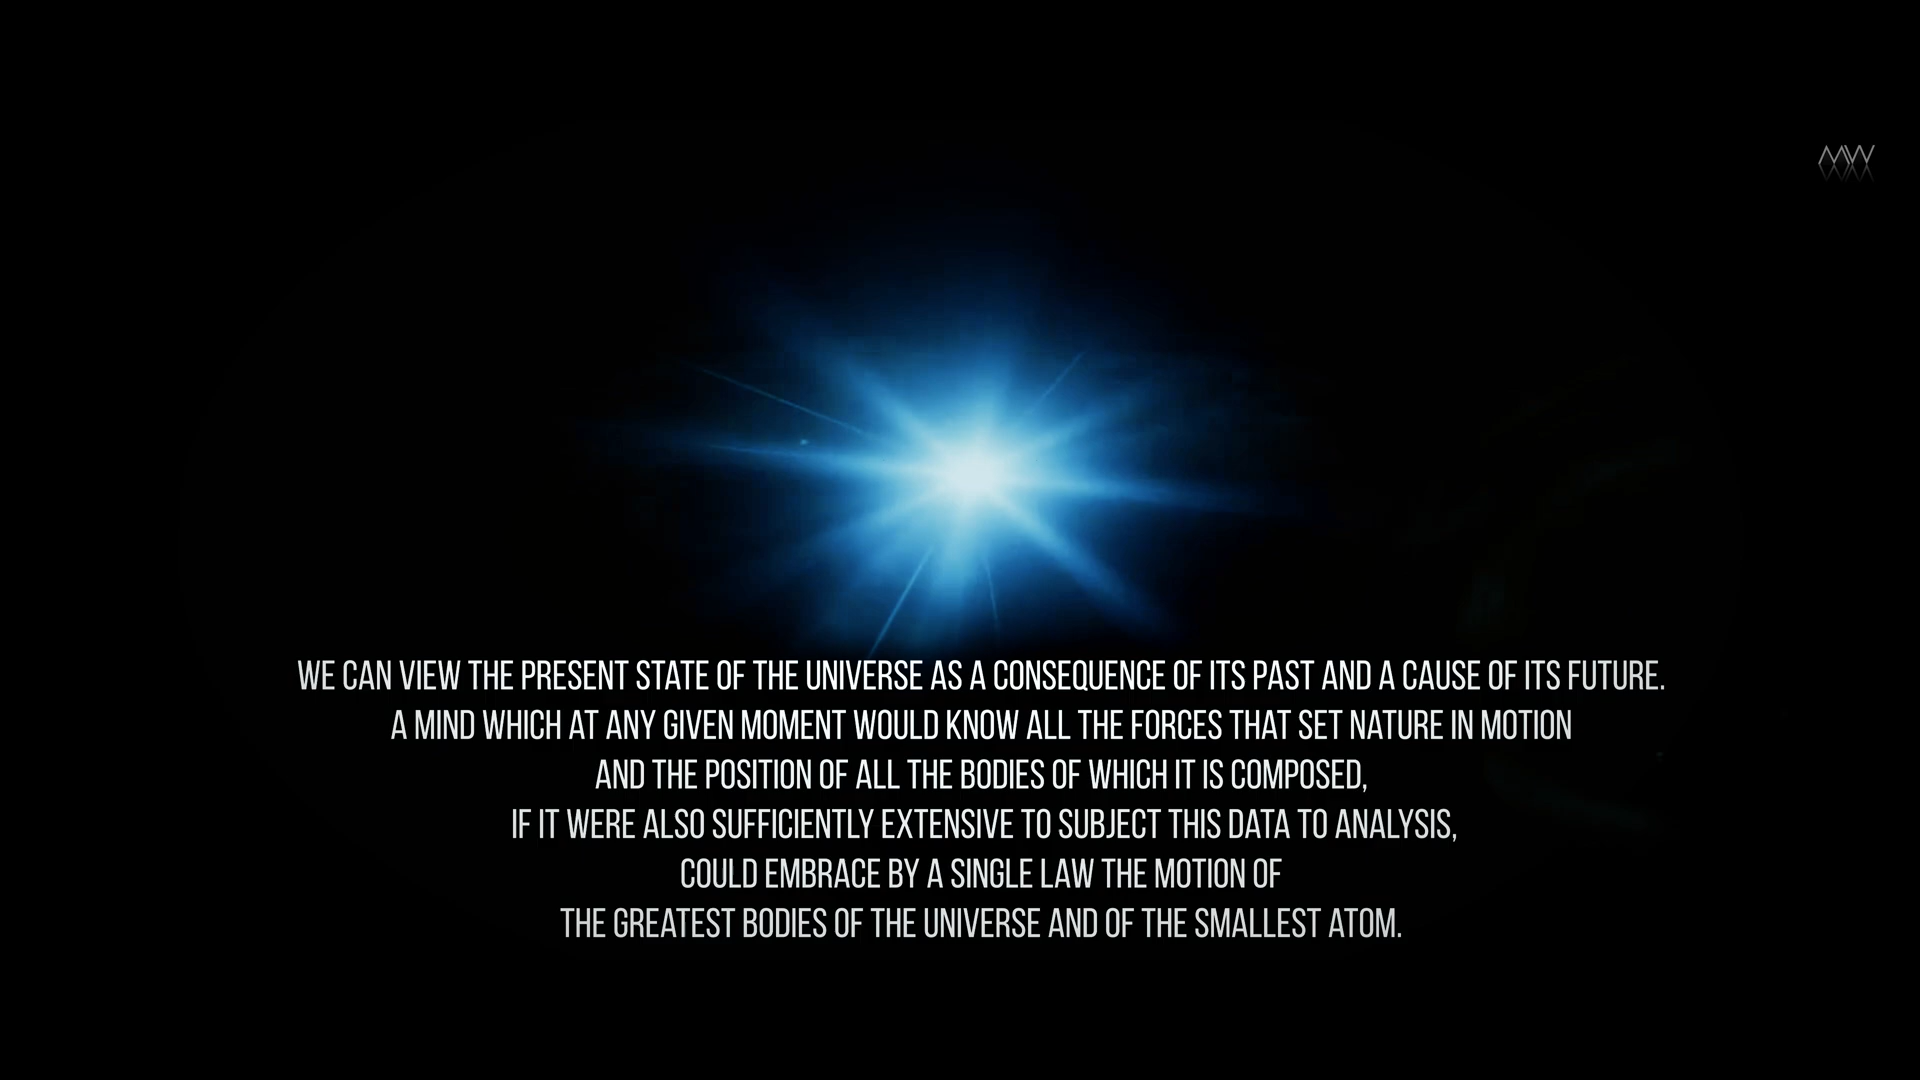 MW
WE CAN VIEW THE PRESENT STATE OF THE UNIVERSE AS A CONSEQUENCE OF ITS PAST AND A CAUSE OF ITS FUTURE.
A MIND WHICH AT ANY GIVEN MOMENT WOULD KNOW ALL THE FORCES THAT SET NATURE IN MOTION
AND THE POSITION OF ALL THE BODIES OF WHICH IT IS COMPOSED,
IF IT WERE ALSO SUFFICIENTLY EXTENSIVE TO SUBJECT THIS DATA TO ANALYSIS,
COULD EMBRACE BY A SINGLE LAW THE MOTION OF
THE GREATEST BODIES OF THE UNIVERSE AND OF THE SMALLEST ATOM.